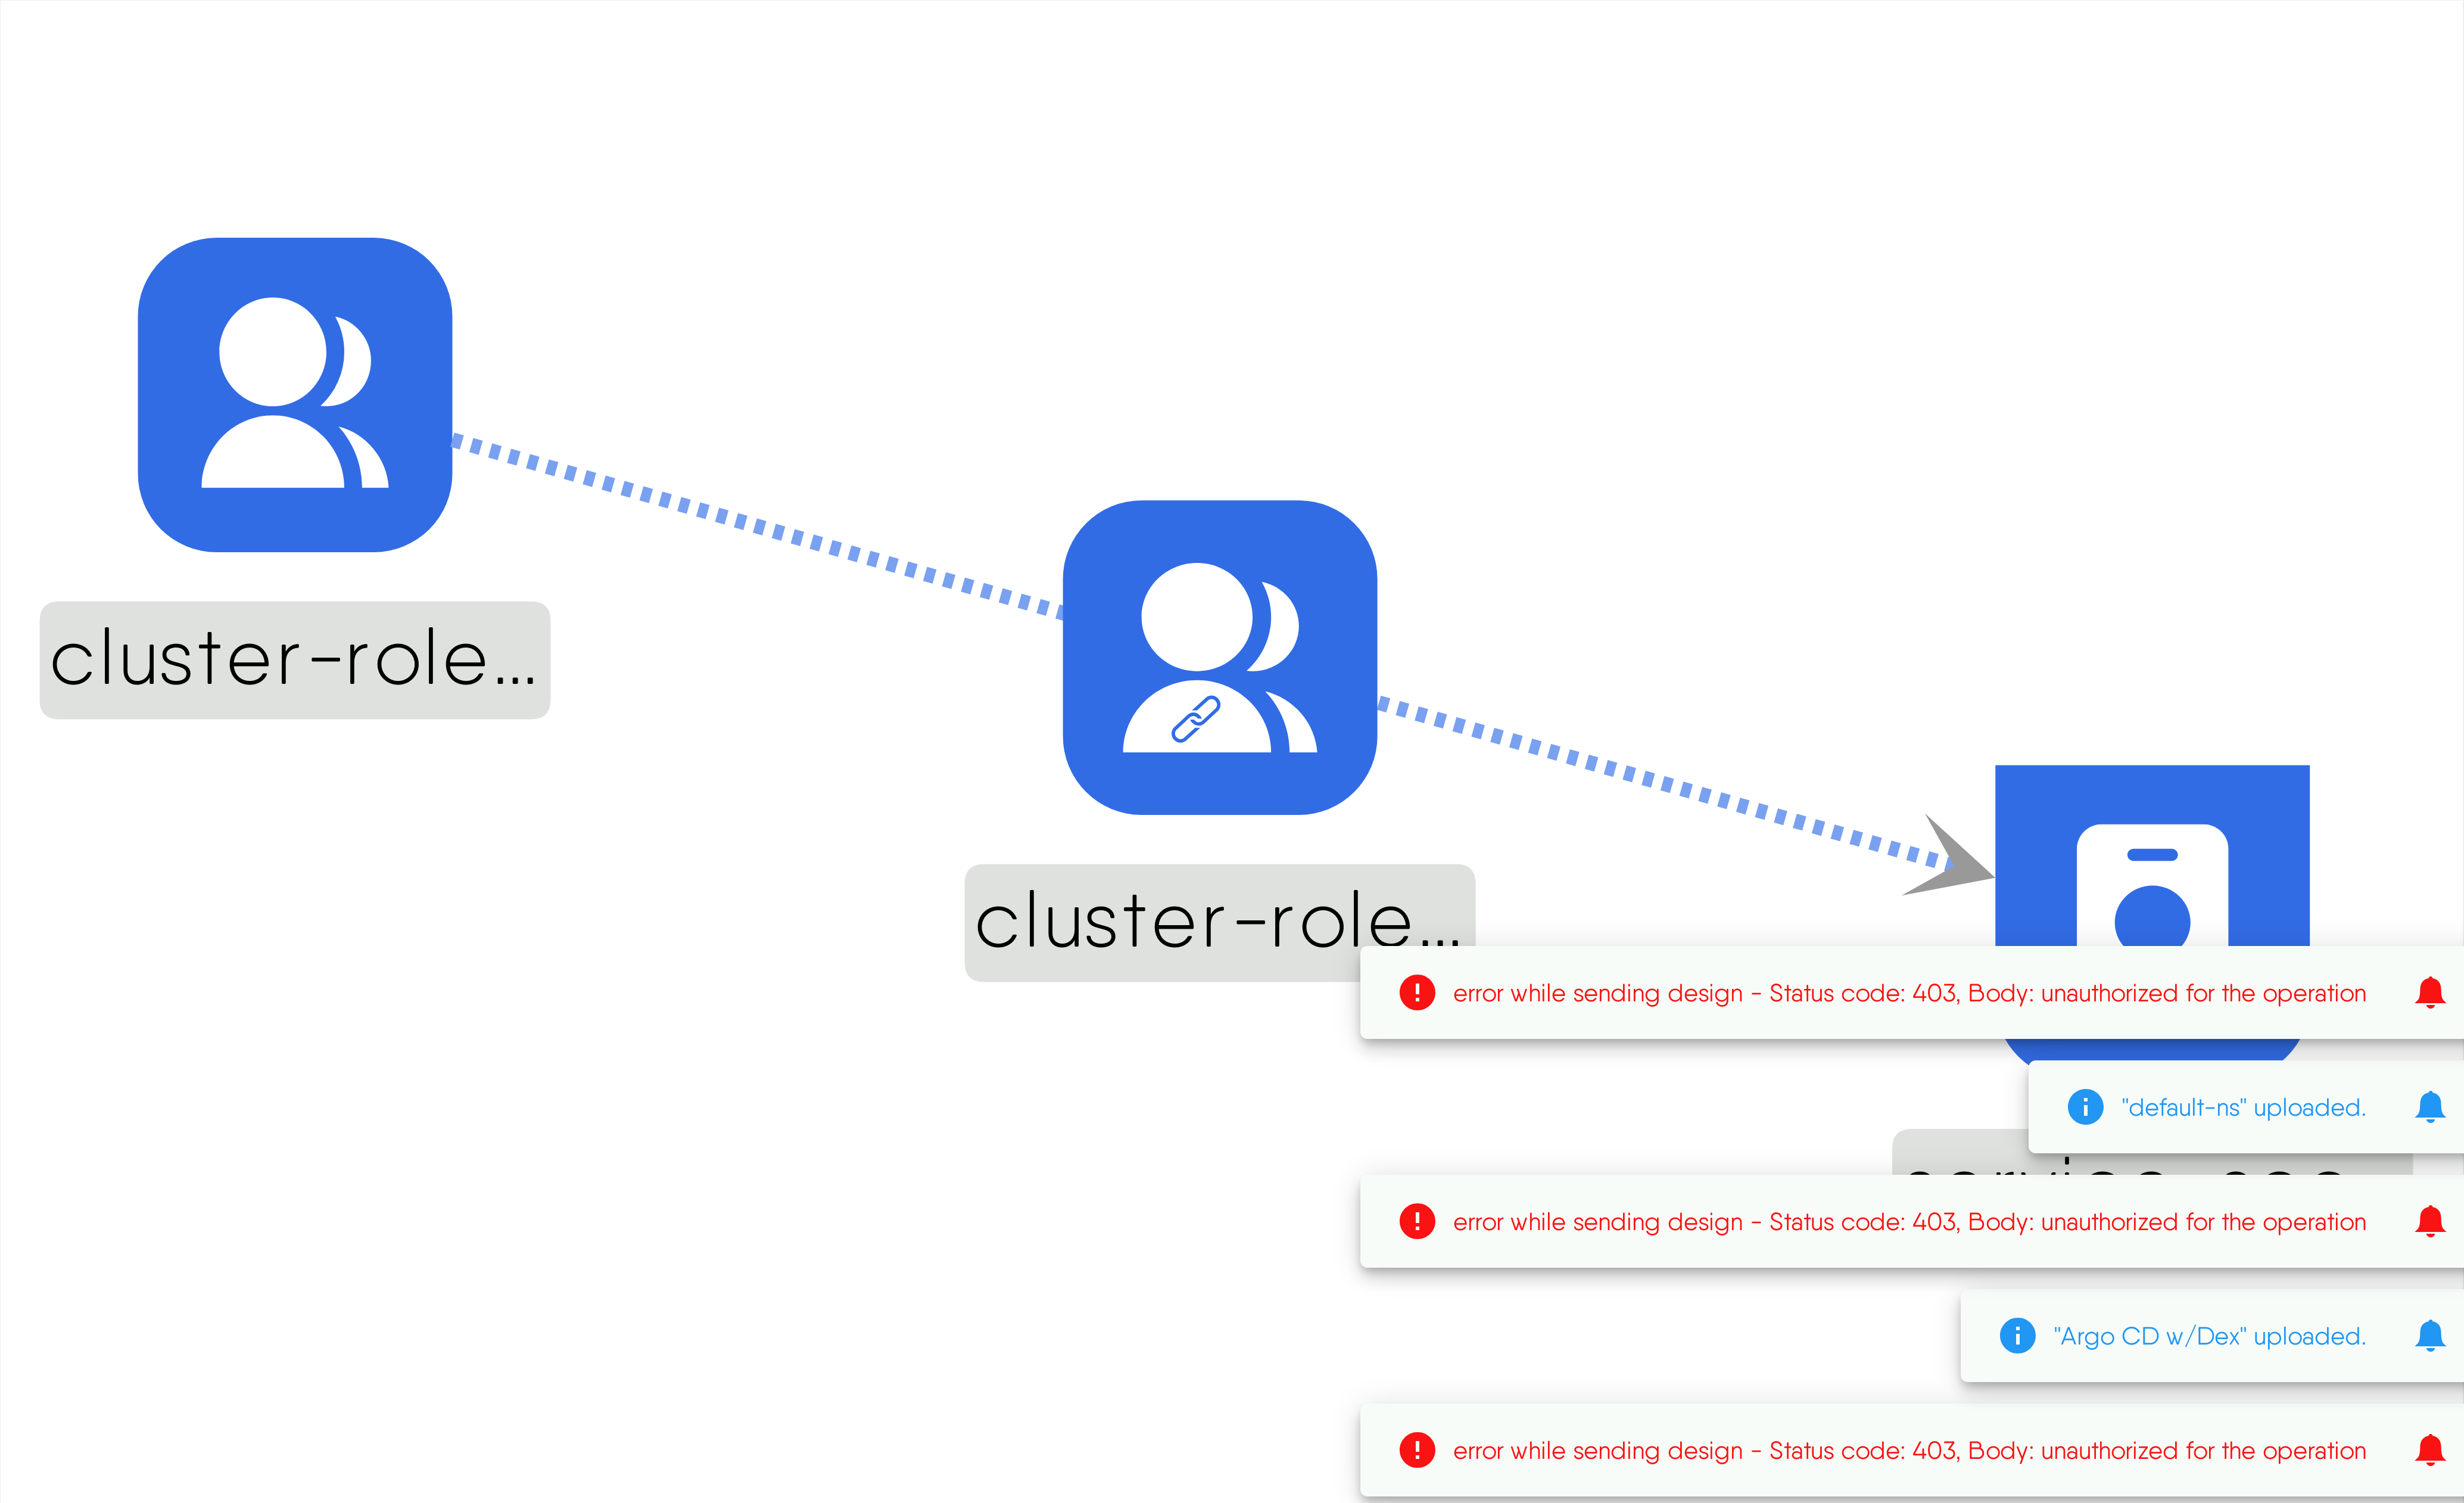 cluster-role...
cluster-role...
error while sending design - Status code: 403, Body: unauthorized for the operation
"default-ns" uploaded.
error while sending design - Status code: 403, Body: unauthorized for the operation
"Argo CD w/Dex" uploaded.
error while sending design - Status code: 403, Body: unauthorized for the operation